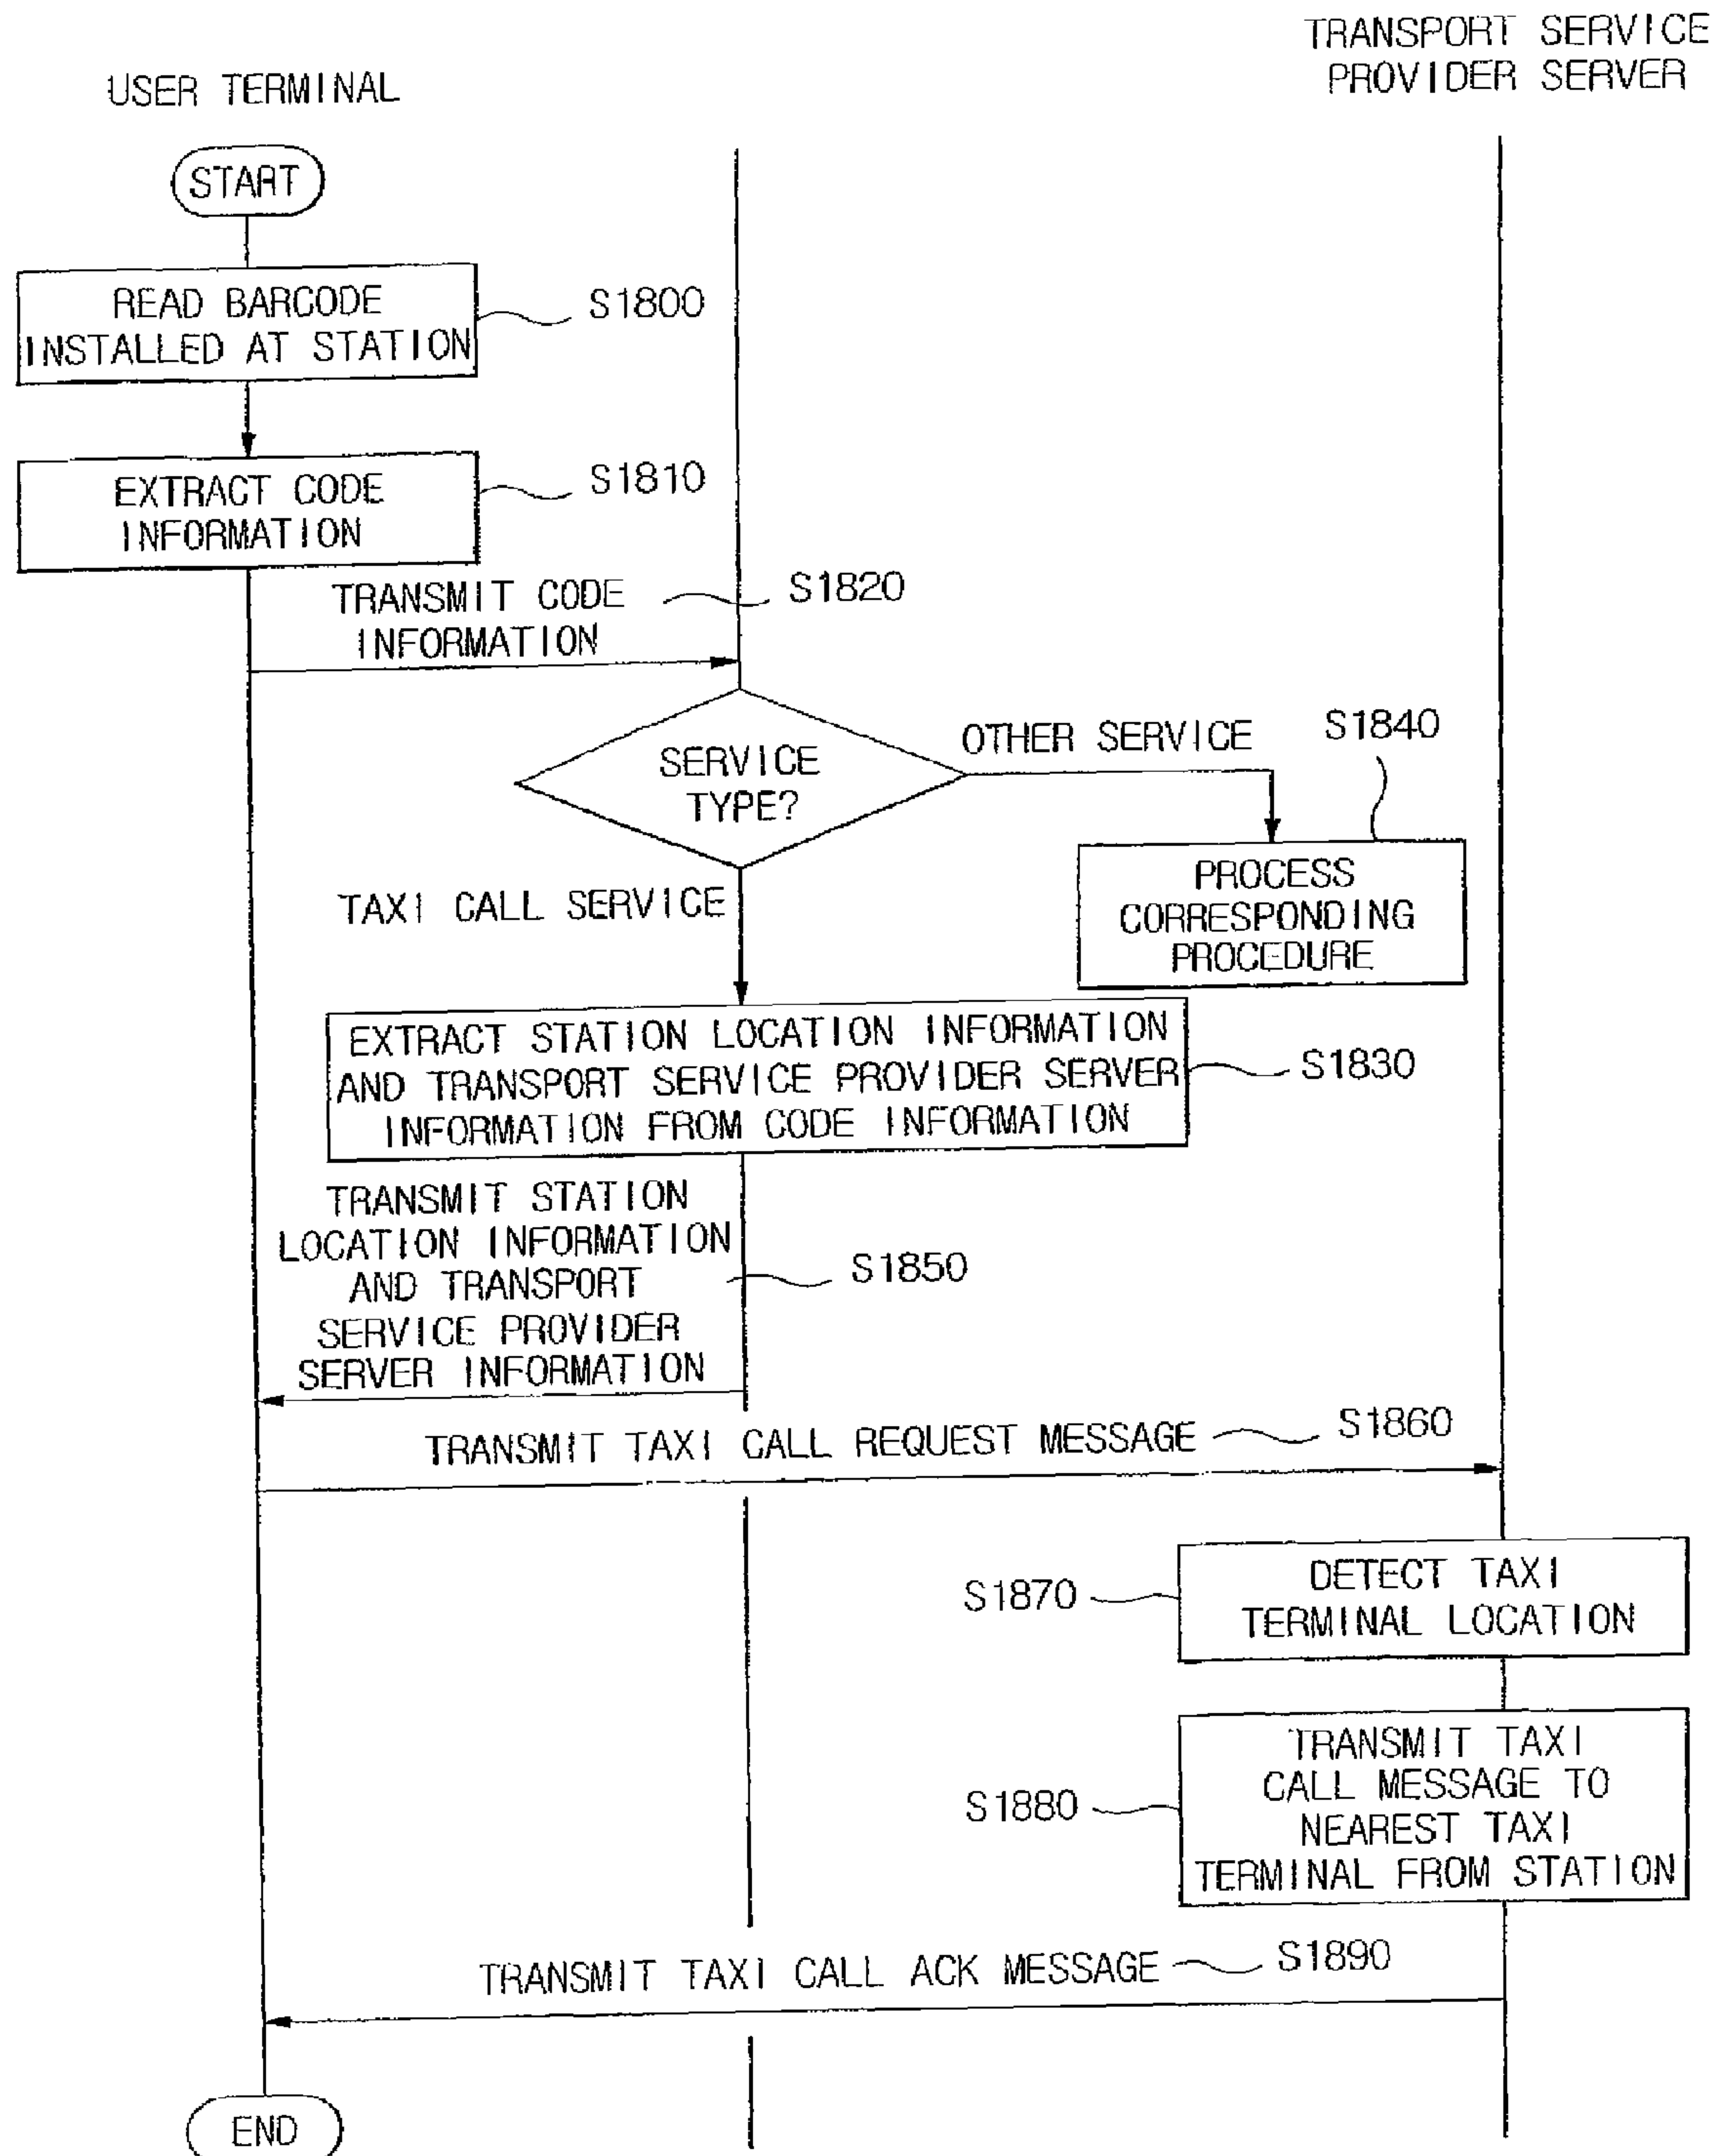 TRANSPORT SERVICE
PROVIDER SERVER
USER TERMINAL
START
READ BARCODE
INSTALLED AT STATION
S1800
EXTRACT CODE
INFORMATION
S1810
TRANSMIT CODE
INFORMATION
S1820
SERVICE
TYPE?
OTHER SERVICE
S1840
PROCESS
CORRESPONDING
PROCEDURE
TAXI CALL SERVICE
EXTRACT STATION LOCATION INFORMATION
AND TRANSPORT SERVICE PROVIDER SERVER
INFORMATION FROM CODE INFORMATION
S1830
TRANSMIT STATION
LOCATION INFORMATION
AND TRANSPORT
SERVICE PROVIDER
SERVER INFORMATION
S1850
TRANSMIT TAXI CALL REQUEST MESSAGE
S1860
DETECT TAXI
TERMINAL LOCATION
S1870
TRANSMIT TAXI
CALL MESSAGE TO
NEAREST TAXI
TERMINAL FROM STATION
S1880
TRANSMIT TAXI CALL ACK MESSAGE
S1890
END